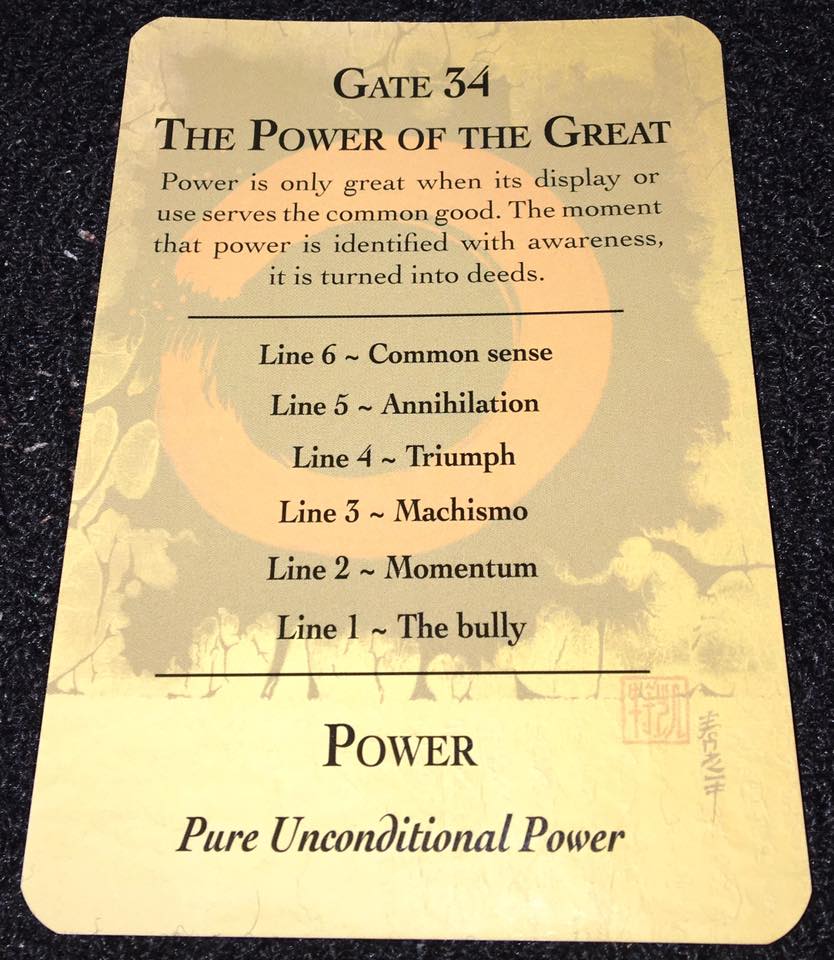 GATE 34
THE POWER OF THE GREAT
Power is only great when its display or
use serves the common good. The moment
that power is identified with awareness,
it is turned into deeds.
Line 6 ~ Common sense
Line 5 ~ Annihilation
Line 4 ~ Triumph
Line 3 ~ Machismo
Line 2 ~ Momentum
Line 1 ~ The bully
POWER
Pure Unconditional Power